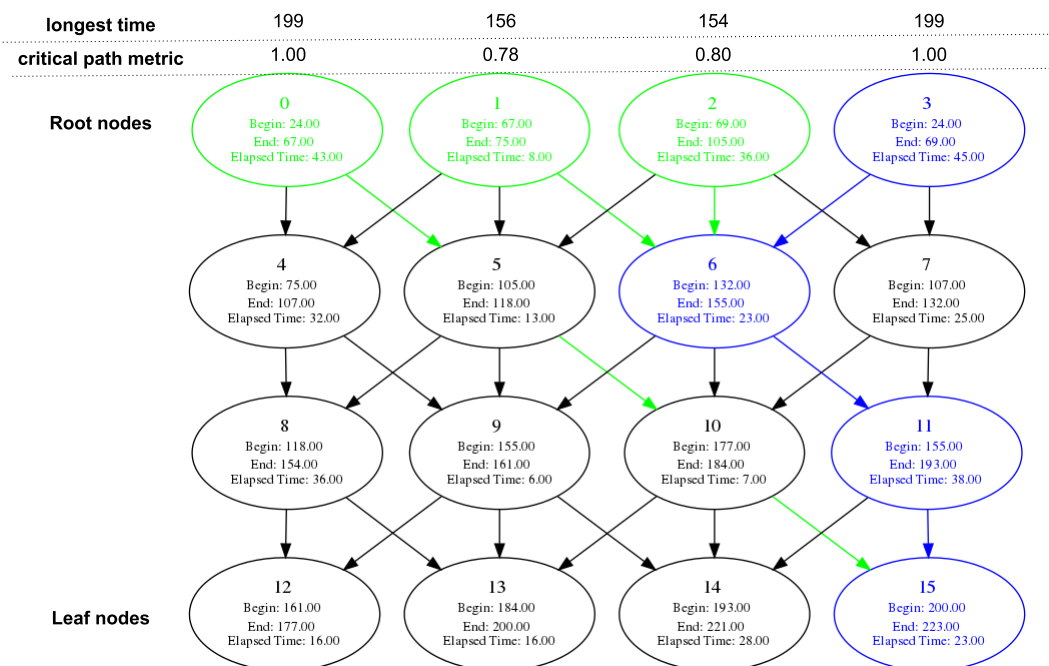 longest time 199 156 154 199
critical path metric 1.00 0.78 0.80 1.00
Root nodes
0
Begin: 24.00
End: 67.00
Elapsed Time: 43.00
1
Begin: 67.00
End: 75.00
Elapsed Time: 8.00
2
Begin: 69.00
End: 105.00
Elapsed Time: 36.00
3
Begin: 24.00
End: 69.00
Elapsed Time: 45.00
4
Begin: 75.00
End: 107.00
Elapsed Time: 32.00
5
Begin: 105.00
End: 118.00
Elapsed Time: 13.00
6
Begin: 132.00
End: 155.00
Elapsed Time: 23.00
7
Begin: 107.00
End: 132.00
Elapsed Time: 25.00
8
Begin: 118.00
End: 154.00
Elapsed Time: 36.00
9
Begin: 155.00
End: 161.00
Elapsed Time: 6.00
10
Begin: 177.00
End: 184.00
Elapsed Time: 7.00
11
Begin: 155.00
End: 193.00
Elapsed Time: 38.00
Leaf nodes
12
Begin: 161.00
End: 177.00
Elapsed Time: 16.00
13
Begin: 184.00
End: 200.00
Elapsed Time: 16.00
14
Begin: 193.00
End: 221.00
Elapsed Time: 28.00
15
Begin: 200.00
End: 223.00
Elapsed Time: 23.00